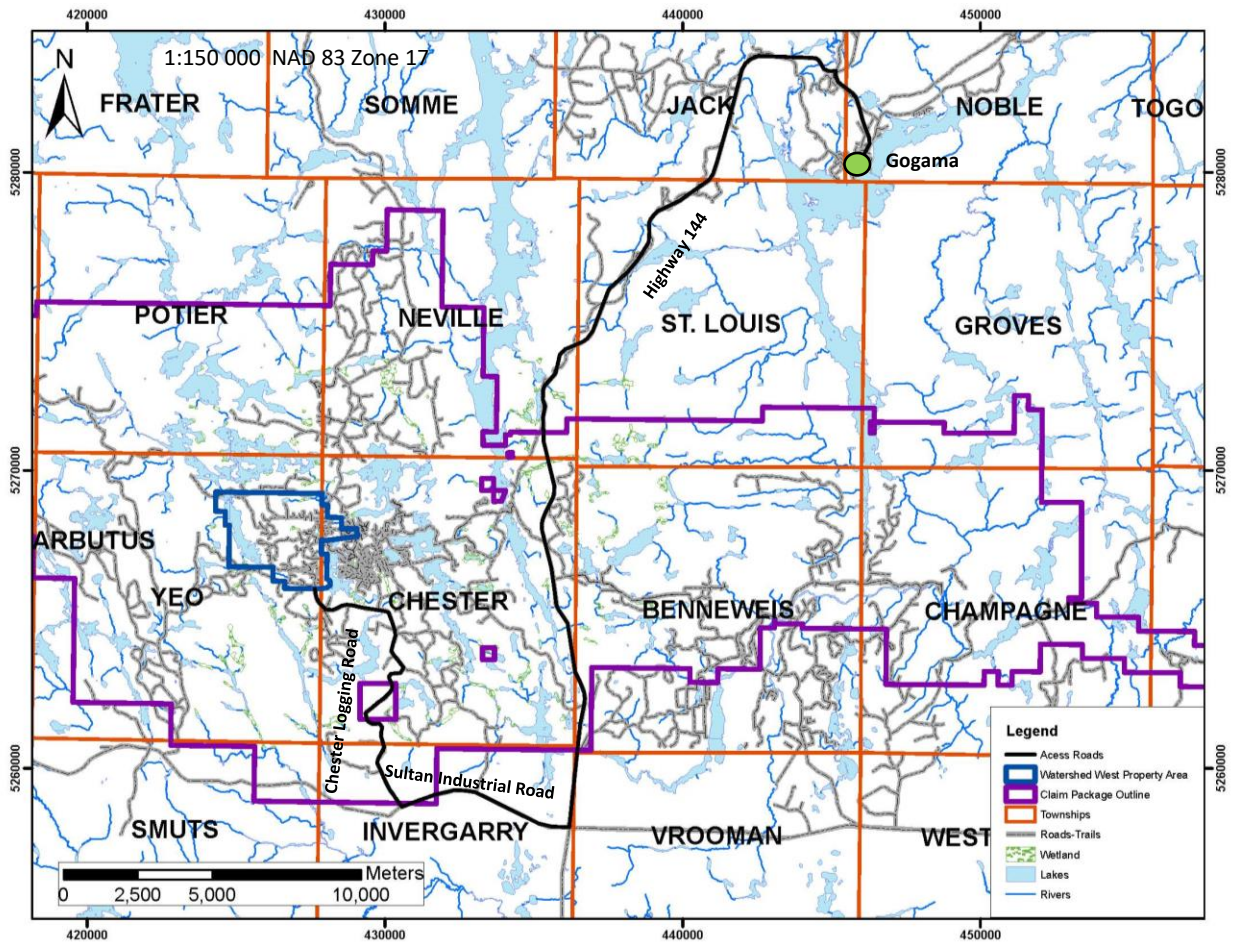 420000 430000 440000 450000
N
1:150 000 NAD 83 Zone 17
FRATER
SOMME
JACK
NOBLE
TOGO
Gogama
5280000
5280000
Highway 144
POTIER
NEVILLE
ST. LOUIS
GROVES
5270000
5270000
ARBUTUS
YEO
CHESTER
BENNEWEIS
CHAMPAGNE
Chester Logging Road
Sultan Industrial Road
5260000
5260000
SMUTS
INVERGARRY
VROOMAN
WEST
Legend
Acess Roads
Watershed West Property Area
Claim Package Outline
Townships
Roads-Trails
Wetland
Lakes
Rivers
Meters
0 2,500 5,000 10,000
420000 430000 440000 450000